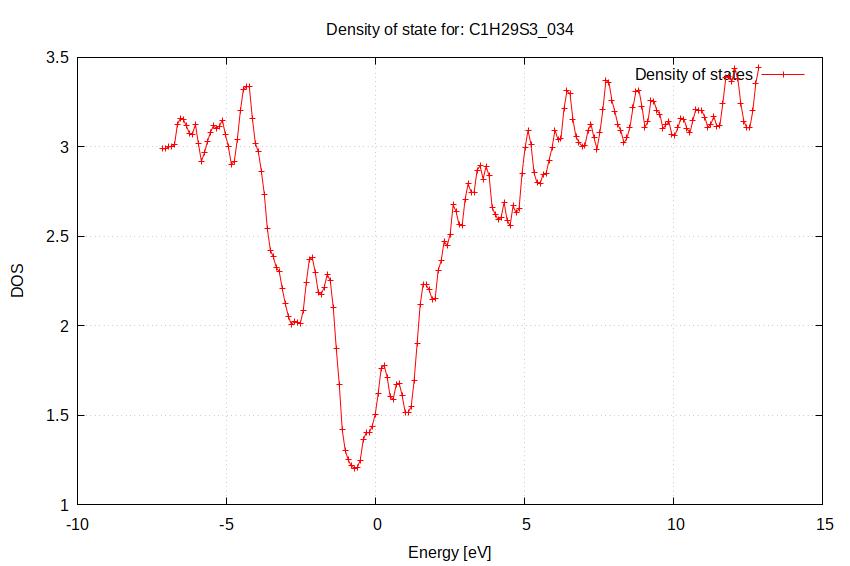 Density of state for: C1H29S3_034
3.5
Density of states
3
2.5
DOS
2
1.5
1
-10 -5 0 5 10 15
Energy [eV]